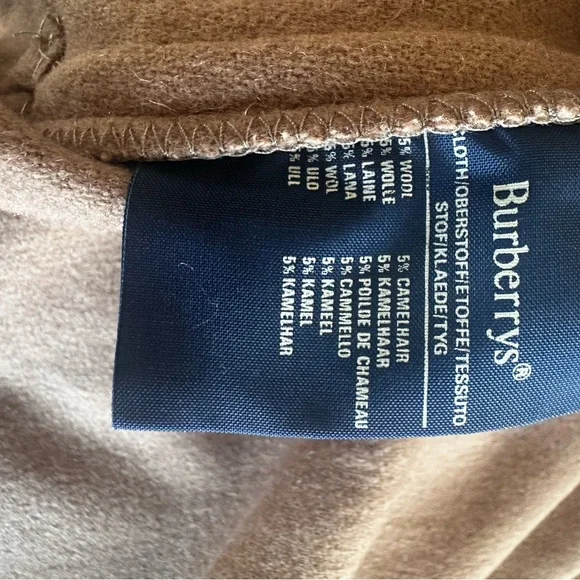 Burberrys®
CLOTH/OBERSTOFF/ETOFFE/TESSUTO
STOF/KLAEDE/TYG
5% WOOL 5% CAMELHAIR
5% WOLLE 5% KAMELHAAR
5% LAINE 5% POILDE DE CHAMEAU
5% LANA 5% CAMMELLO
5% WOL 5% KAMEEL
5% ULD 5% KAMEL
5% ULL 5% KAMELHAR